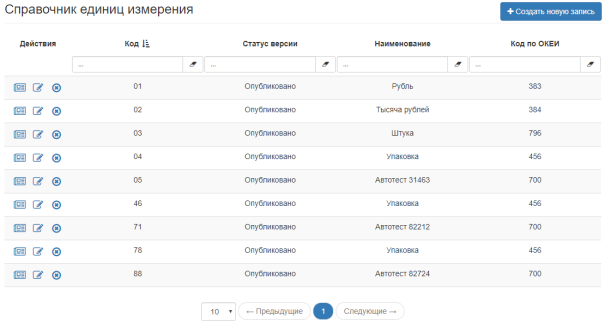 Справочник единиц измерения
+ Создать новую запись
Действия Код Статус версии Наименование Код по ОКЕИ
... ... ... ...
01 Опубликовано Рубль 383
02 Опубликовано Тысяча рублей 384
03 Опубликовано Штука 796
04 Опубликовано Упаковка 456
05 Опубликовано Автотест 31463 700
46 Опубликовано Упаковка 456
71 Опубликовано Автотест 82212 700
78 Опубликовано Упаковка 456
88 Опубликовано Автотест 82724 700
10 ← Предыдущие 1 Следующие →